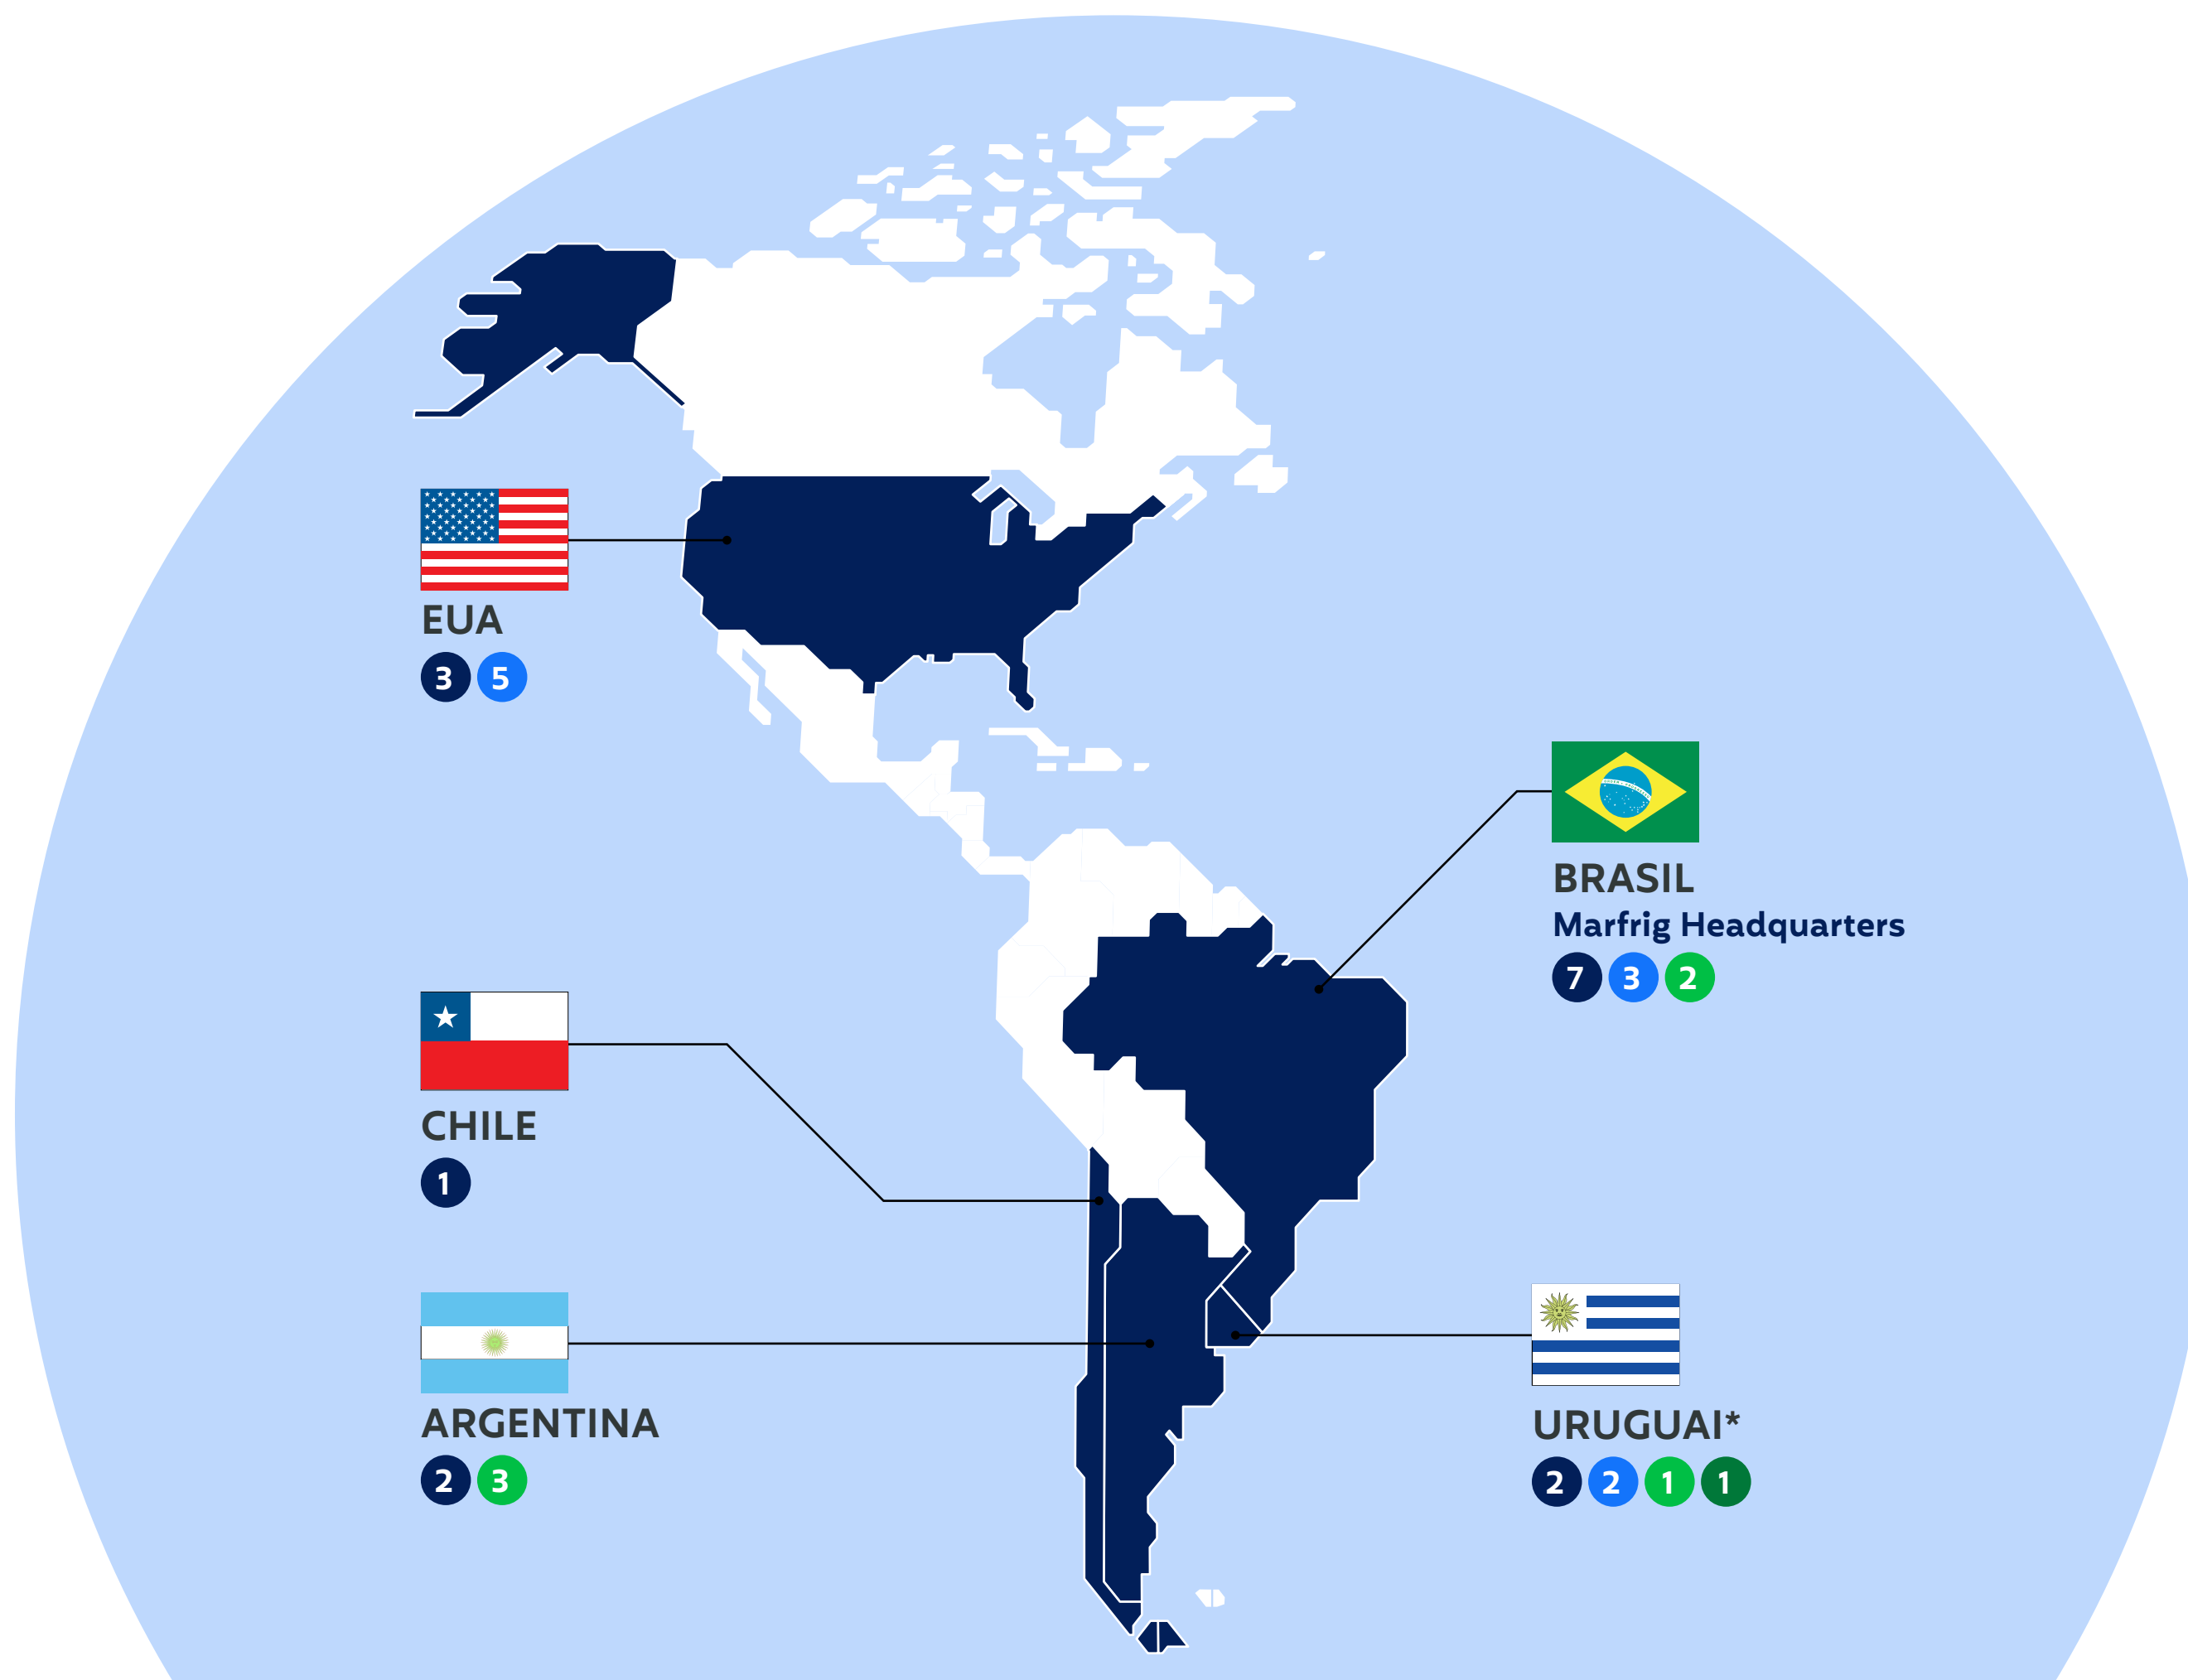 EUA
3 5
BRASIL
Marfrig Headquarters
7 3 2
CHILE
1
ARGENTINA
2 3
URUGUAI*
2 2 1 1